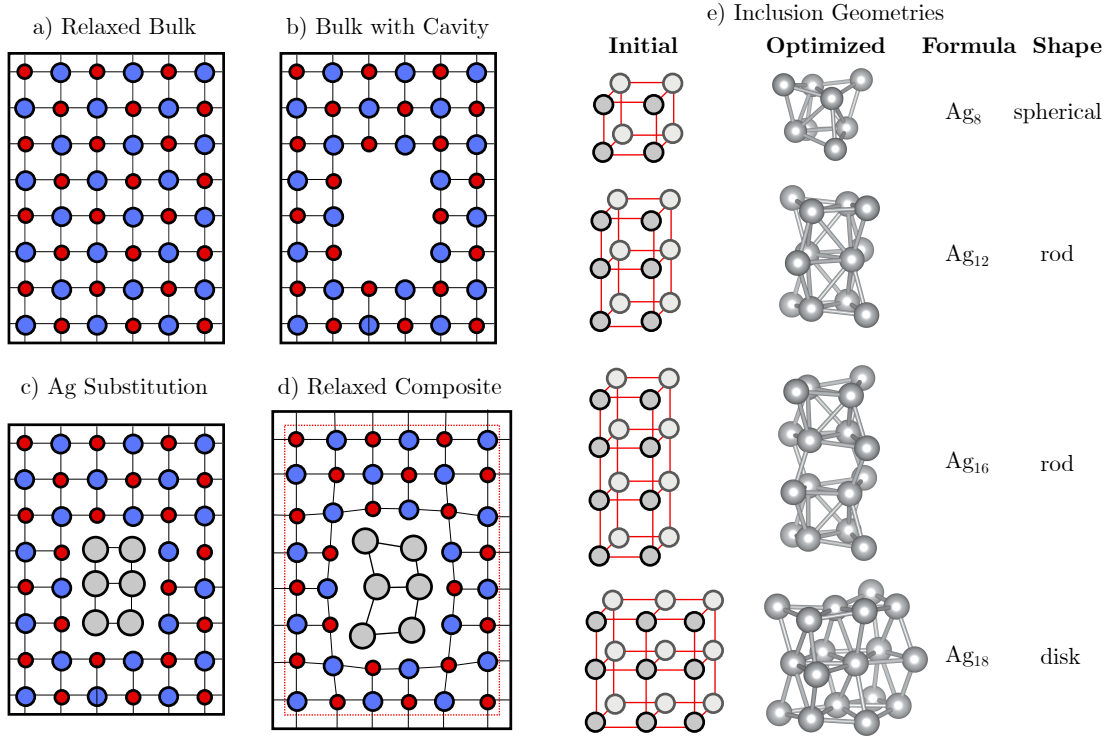 a) Relaxed Bulk
b) Bulk with Cavity
c) Ag Substitution
d) Relaxed Composite
e) Inclusion Geometries
Initial Optimized Formula Shape
Ag₈ spherical
Ag₁₂ rod
Ag₁₆ rod
Ag₁₈ disk